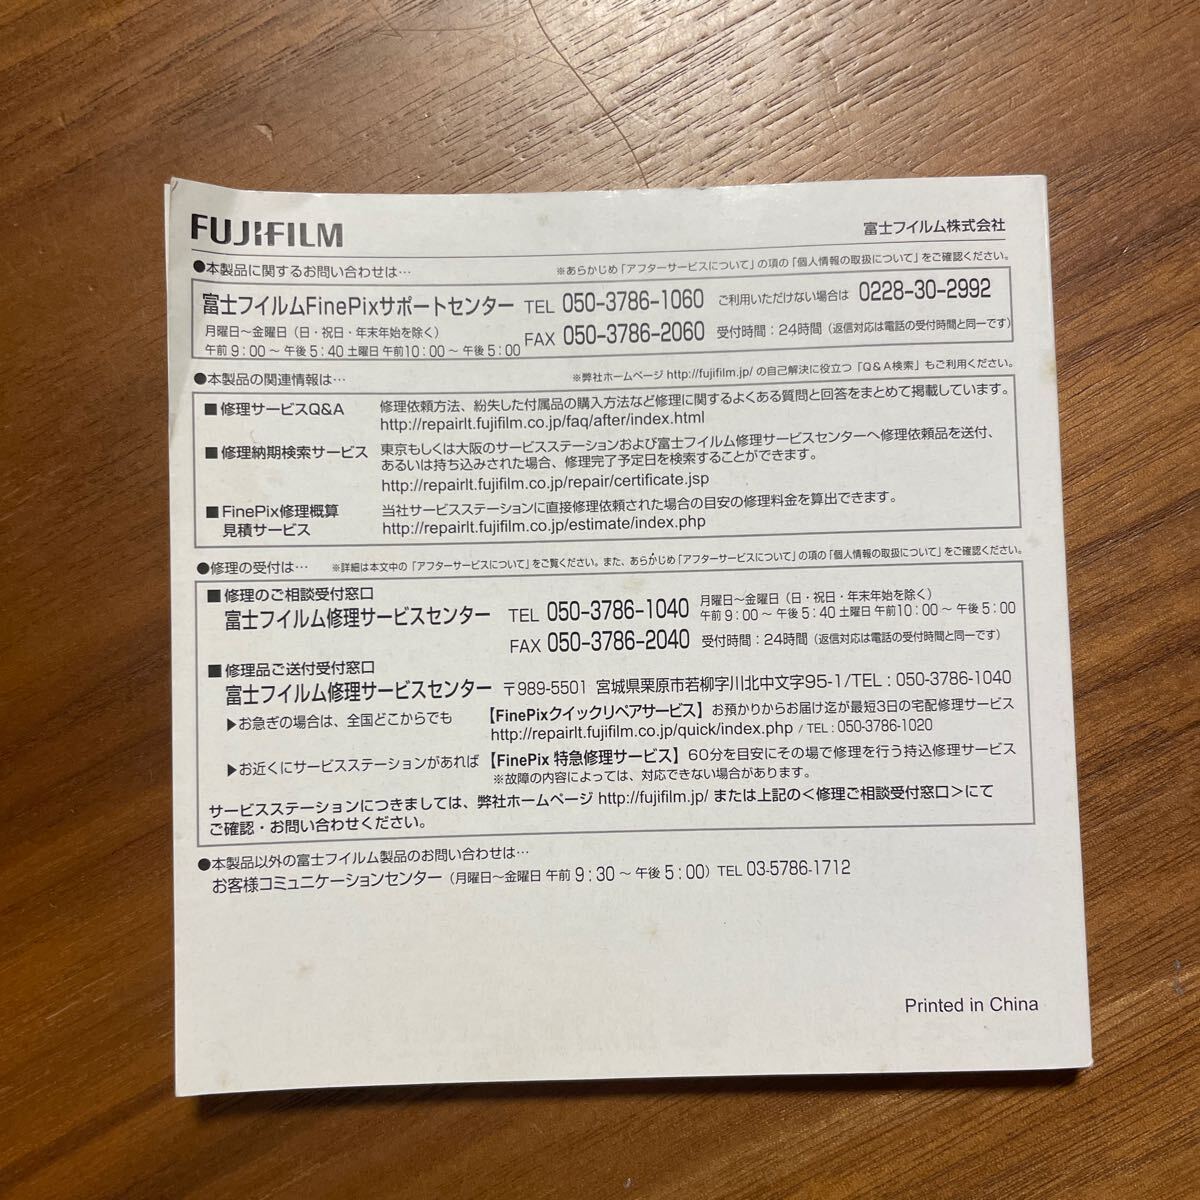 FUJIFILM
富士フイルム株式会社
●本製品に関するお問い合わせは…
※あらかじめ「アフターサービスについて」の項の「個人情報の取扱について」をご確認ください。
富士フイルムFinePixサポートセンター TEL 050-3786-1060 ご利用いただけない場合は 0228-30-2992
月曜日～金曜日(日・祝日・年末年始を除く)
午前 9:00 ～ 午後 5:40 土曜日 午前10:00 ～ 午後 5:00
FAX 050-3786-2060 受付時間:24時間(返信対応は電話の受付時間と同一です)
●本製品の関連情報は…
※弊社ホームページ http://fujifilm.jp/ の自己解決に役立つ「Q&A検索」もご利用ください。
■修理サービスQ&A 修理依頼方法、紛失した付属品の購入方法など修理に関するよくある質問と回答をまとめて掲載しています。
http://repairlt.fujifilm.co.jp/faq/after/index.html
■修理納期検索サービス 東京もしくは大阪のサービスステーションおよび富士フイルム修理サービスセンターへ修理依頼品を送付、
あるいは持ち込みされた場合、修理完了予定日を検索することができます。
http://repairlt.fujifilm.co.jp/repair/certificate.jsp
■FinePix修理概算 当社サービスステーションに直接修理依頼された場合の目安の修理料金を算出できます。
見積サービス http://repairlt.fujifilm.co.jp/estimate/index.php
●修理の受付は…
※詳細は本文中の「アフターサービスについて」をご覧ください。また、あらかじめ「アフターサービスについて」の項の「個人情報の取扱について」をご確認ください。
■修理のご相談受付窓口
富士フイルム修理サービスセンター TEL 050-3786-1040
月曜日～金曜日(日・祝日・年末年始を除く)
午前 9:00 ～ 午後 5:40 土曜日 午前10:00 ～ 午後 5:00
FAX 050-3786-2040 受付時間:24時間(返信対応は電話の受付時間と同一です)
■修理品ご送付受付窓口
富士フイルム修理サービスセンター 〒989-5501 宮城県栗原市若柳字川北中文字95-1/TEL:050-3786-1040
▶お急ぎの場合は、全国どこからでも 【FinePixクイックリペアサービス】お預かりからお届け迄が最短3日の宅配修理サービス
http://repairlt.fujifilm.co.jp/quick/index.php / TEL:050-3786-1020
▶お近くにサービスステーションがあれば 【FinePix 特急修理サービス】60分を目安にその場で修理を行う持込修理サービス
※故障の内容によっては、対応できない場合があります。
サービスステーションにつきましては、弊社ホームページ http://fujifilm.jp/ または上記の<修理ご相談受付窓口>にて
ご確認・お問い合わせください。
●本製品以外の富士フイルム製品のお問い合わせは…
お客様コミュニケーションセンター(月曜日～金曜日 午前 9:30 ～ 午後 5:00)TEL 03-5786-1712
Printed in China